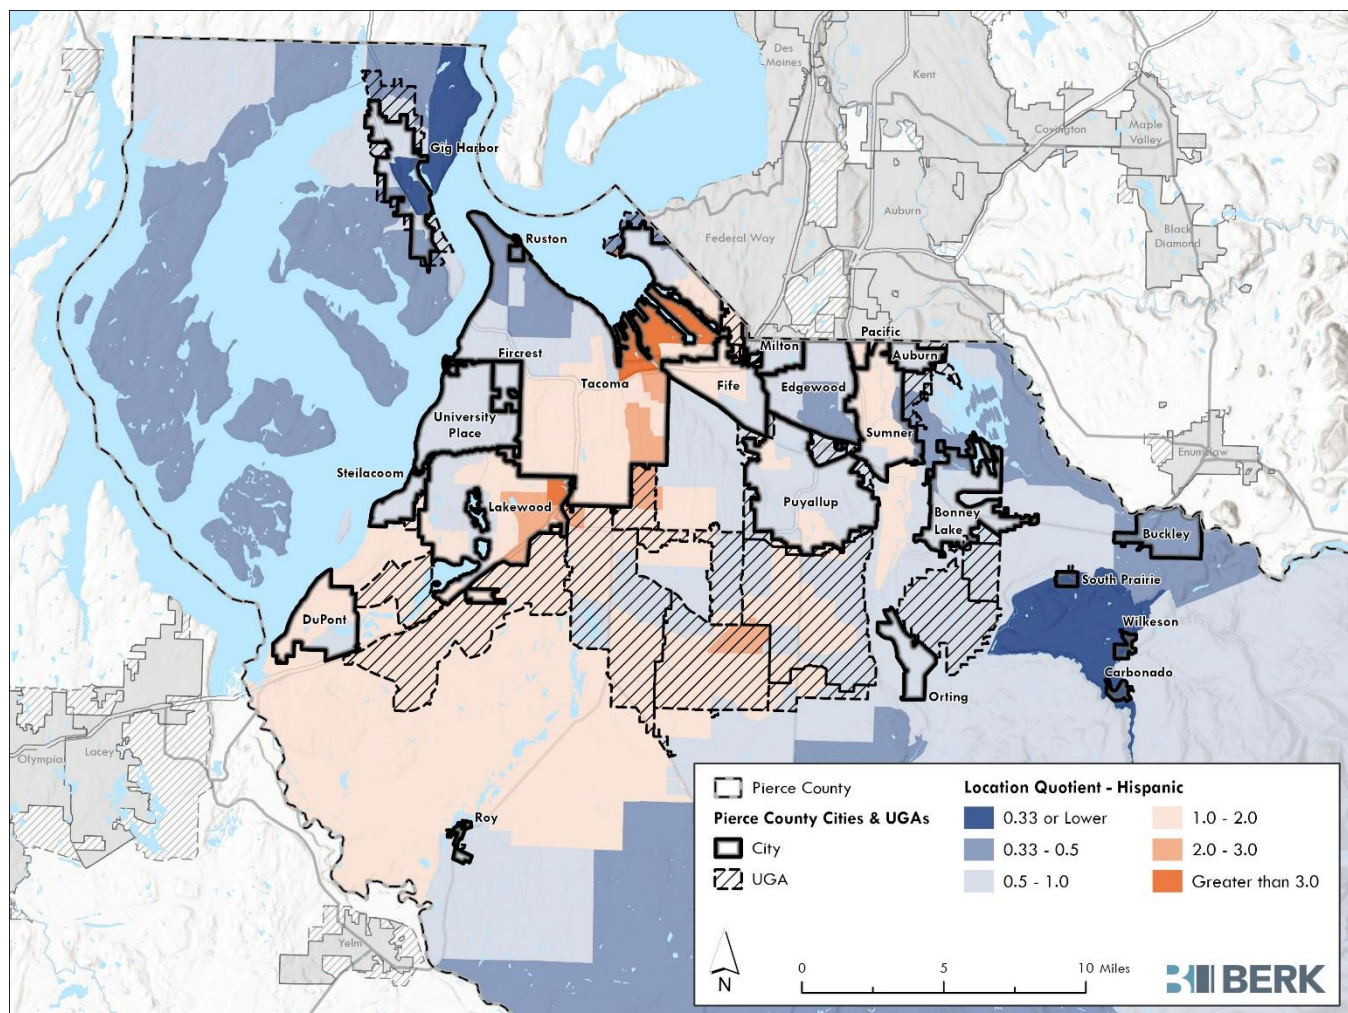 Des
Moines
Kent
Covington
Maple
Valley
Gig Harbor
Auburn
Black
Diamond
Federal Way
Ruston
Pacific
Milton
Auburn
Fircrest
Tacoma
Fife
Edgewood
University
Place
Sumner
Enumclaw
Steilacoom
Lakewood
Puyallup
Bonney
Lake
Buckley
South Prairie
DuPont
Wilkeson
Carbonado
Orting
Olympia
Lacey
Roy
Yelm
Pierce County
Pierce County Cities & UGAs
City
UGA
Location Quotient - Hispanic
0.33 or Lower
0.33 - 0.5
0.5 - 1.0
1.0 - 2.0
2.0 - 3.0
Greater than 3.0
N
0 5 10 Miles
BERK